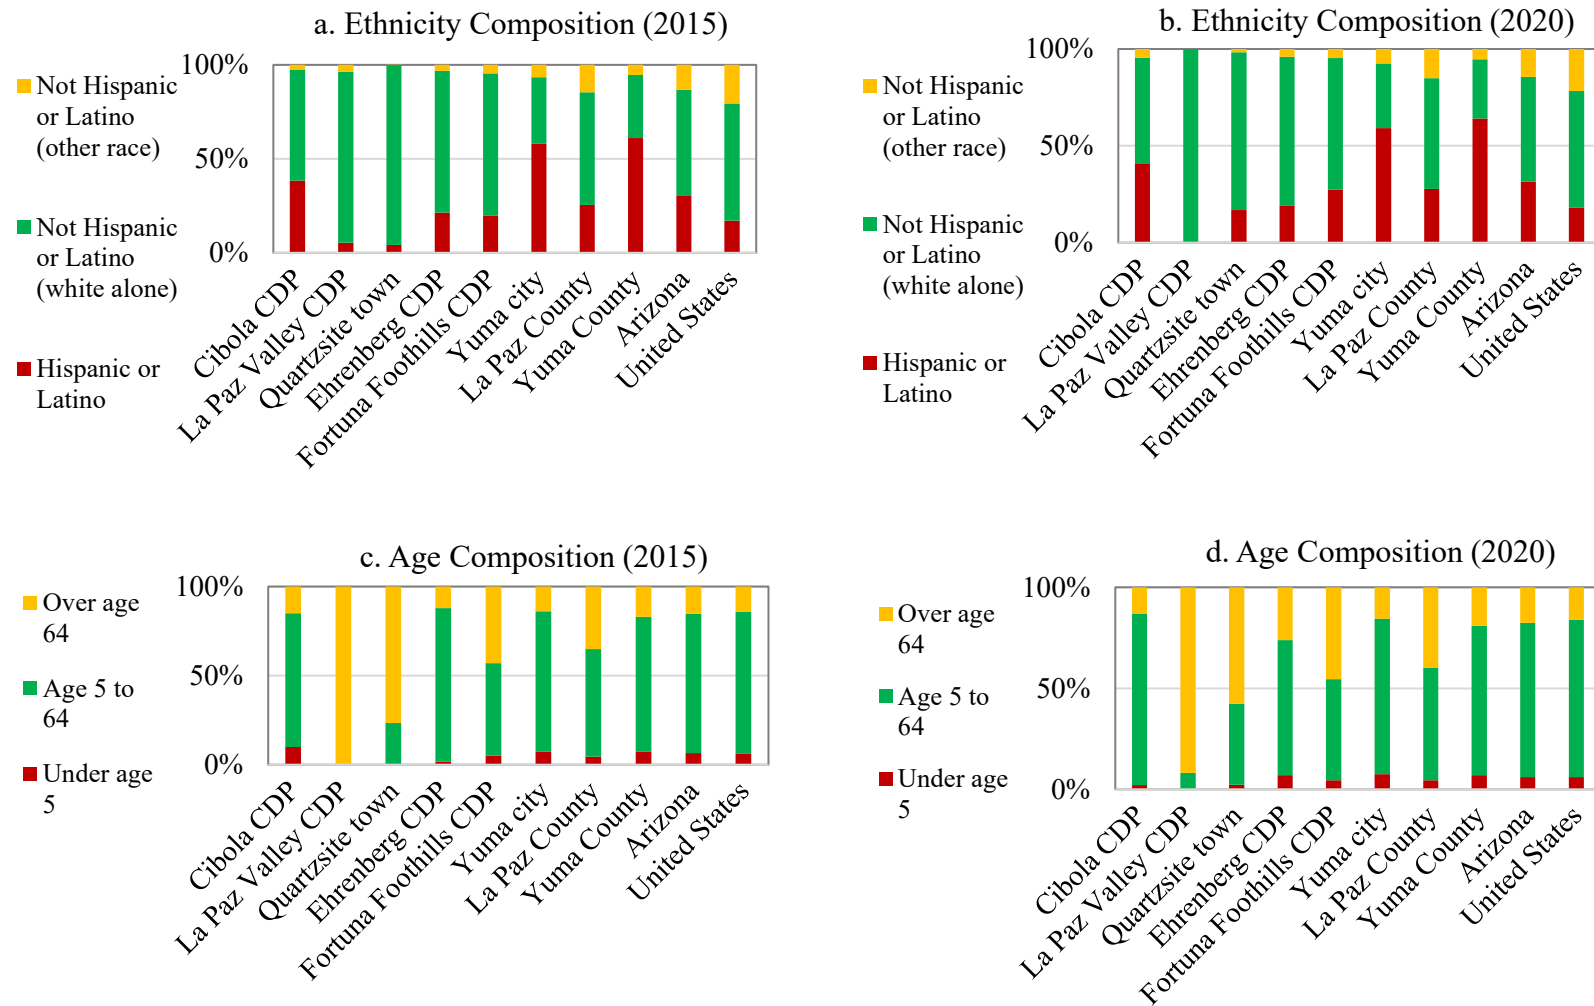 a. Ethnicity Composition (2015)
100%
50%
0%
Not Hispanic
or Latino
(other race)
Not Hispanic
or Latino
(white alone)
Hispanic or
Latino
Cibola CDP
La Paz Valley CDP
Quartzsite town
Ehrenberg CDP
Fortuna Foothills CDP
Yuma city
La Paz County
Yuma County
Arizona
United States
b. Ethnicity Composition (2020)
100%
50%
0%
Not Hispanic
or Latino
(other race)
Not Hispanic
or Latino
(white alone)
Hispanic or
Latino
Cibola CDP
La Paz Valley CDP
Quartzsite town
Ehrenberg CDP
Fortuna Foothills CDP
Yuma city
La Paz County
Yuma County
Arizona
United States
c. Age Composition (2015)
100%
50%
0%
Over age
64
Age 5 to
64
Under age
5
Cibola CDP
La Paz Valley CDP
Quartzsite town
Ehrenberg CDP
Fortuna Foothills CDP
Yuma city
La Paz County
Yuma County
Arizona
United States
d. Age Composition (2020)
100%
50%
0%
Over age
64
Age 5 to
64
Under age
5
Cibola CDP
La Paz Valley CDP
Quartzsite town
Ehrenberg CDP
Fortuna Foothills CDP
Yuma city
La Paz County
Yuma County
Arizona
United States